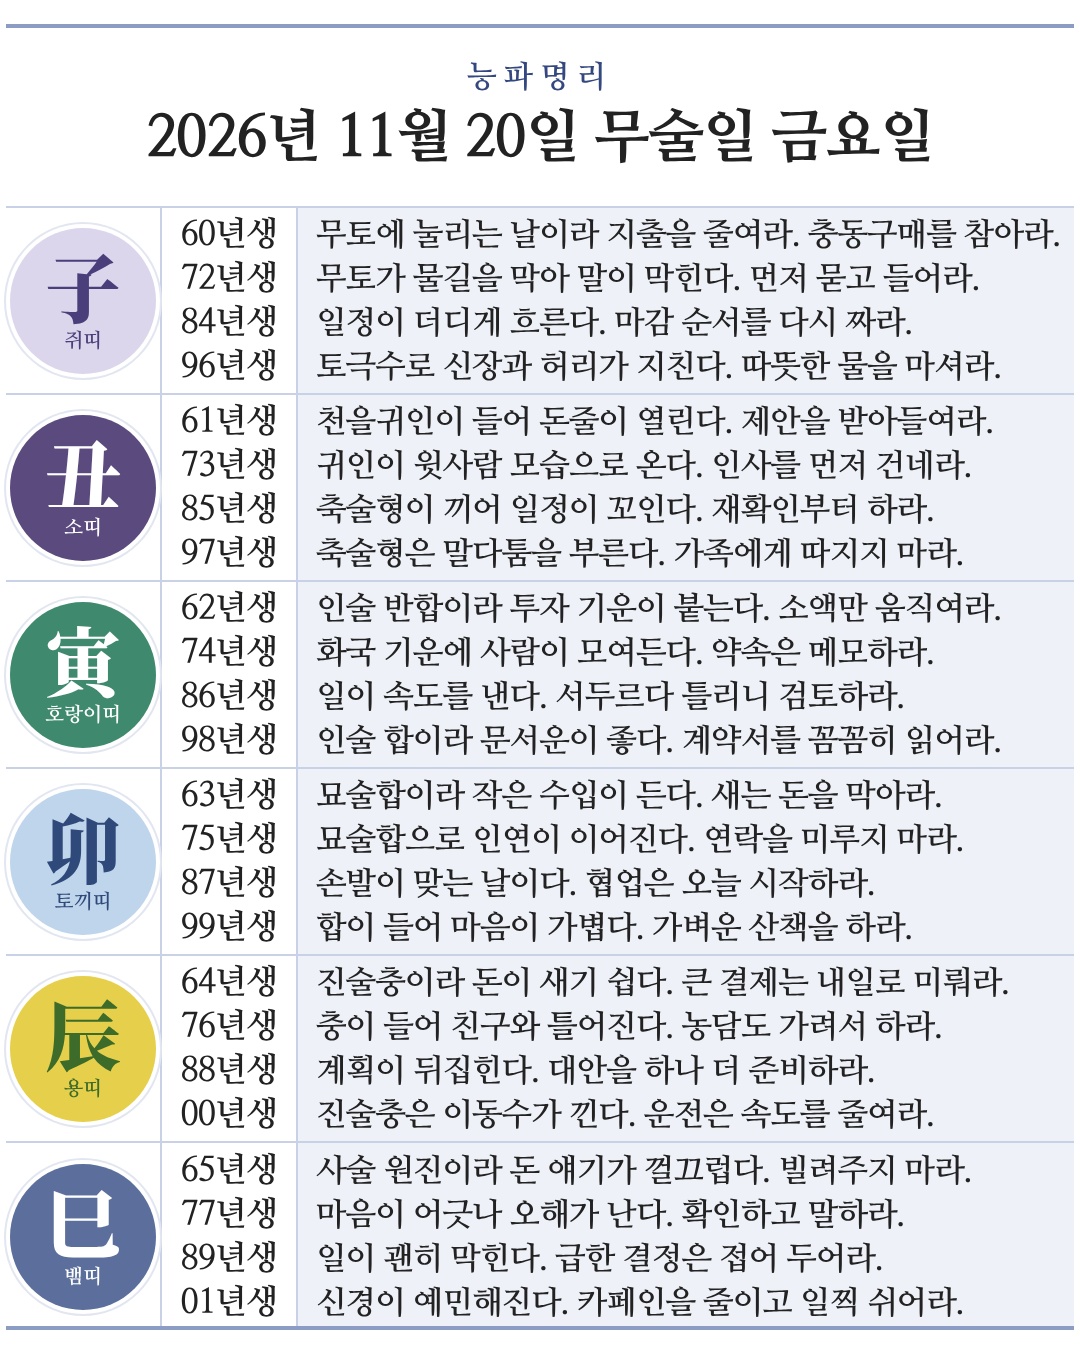 능파명리
2026년 11월 20일 무술일 금요일
子
쥐띠
60년생 무토에 눌리는 날이라 지출을 줄여라. 충동구매를 참아라.
72년생 무토가 물길을 막아 말이 막힌다. 먼저 묻고 들어라.
84년생 일정이 더디게 흐른다. 마감 순서를 다시 짜라.
96년생 토극수로 신장과 허리가 지친다. 따뜻한 물을 마셔라.
丑
소띠
61년생 천을귀인이 들어 돈줄이 열린다. 제안을 받아들여라.
73년생 귀인이 윗사람 모습으로 온다. 인사를 먼저 건네라.
85년생 축술형이 끼어 일정이 꼬인다. 재확인부터 하라.
97년생 축술형은 말다툼을 부른다. 가족에게 따지지 마라.
寅
호랑이띠
62년생 인술 반합이라 투자 기운이 붙는다. 소액만 움직여라.
74년생 화국 기운에 사람이 모여든다. 약속은 메모하라.
86년생 일이 속도를 낸다. 서두르다 틀리니 검토하라.
98년생 인술 합이라 문서운이 좋다. 계약서를 꼼꼼히 읽어라.
卯
토끼띠
63년생 묘술합이라 작은 수입이 든다. 새는 돈을 막아라.
75년생 묘술합으로 인연이 이어진다. 연락을 미루지 마라.
87년생 손발이 맞는 날이다. 협업은 오늘 시작하라.
99년생 합이 들어 마음이 가볍다. 가벼운 산책을 하라.
辰
용띠
64년생 진술충이라 돈이 새기 쉽다. 큰 결제는 내일로 미뤄라.
76년생 충이 들어 친구와 틀어진다. 농담도 가려서 하라.
88년생 계획이 뒤집힌다. 대안을 하나 더 준비하라.
00년생 진술충은 이동수가 낀다. 운전은 속도를 줄여라.
巳
뱀띠
65년생 사술 원진이라 돈 얘기가 껄끄럽다. 빌려주지 마라.
77년생 마음이 어긋나 오해가 난다. 확인하고 말하라.
89년생 일이 괜히 막힌다. 급한 결정은 접어 두어라.
01년생 신경이 예민해진다. 카페인을 줄이고 일찍 쉬어라.